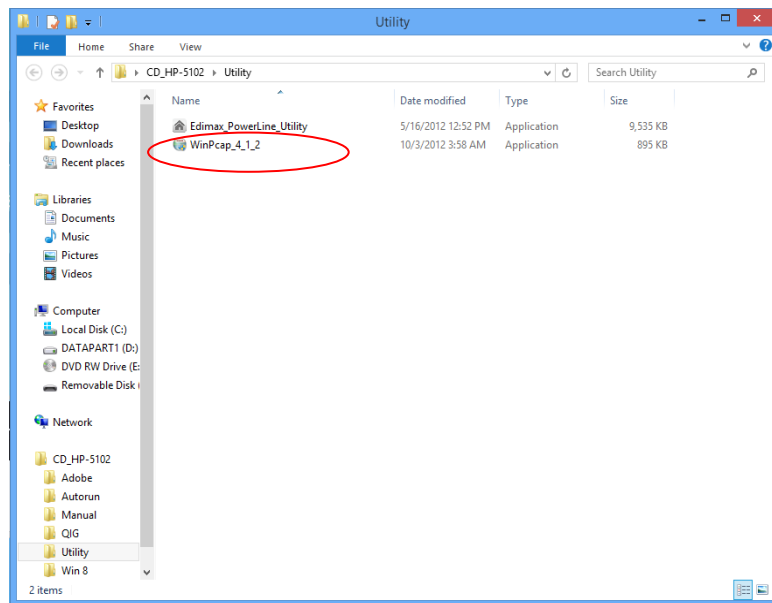 Utility
File Home Share View
CD_HP-5102 Utility Search Utility
Name Date modified Type Size
Edimax_PowerLine_Utility 5/16/2012 12:52 PM Application 9,535 KB
WinPcap_4_1_2 10/3/2012 3:58 AM Application 895 KB
Favorites
Desktop
Downloads
Recent places
Libraries
Documents
Music
Pictures
Videos
Computer
Local Disk (C:)
DATAPART1 (D:)
DVD RW Drive (E:
Removable Disk (
Network
CD_HP-5102
Adobe
Autorun
Manual
QIG
Utility
Win 8
2 items